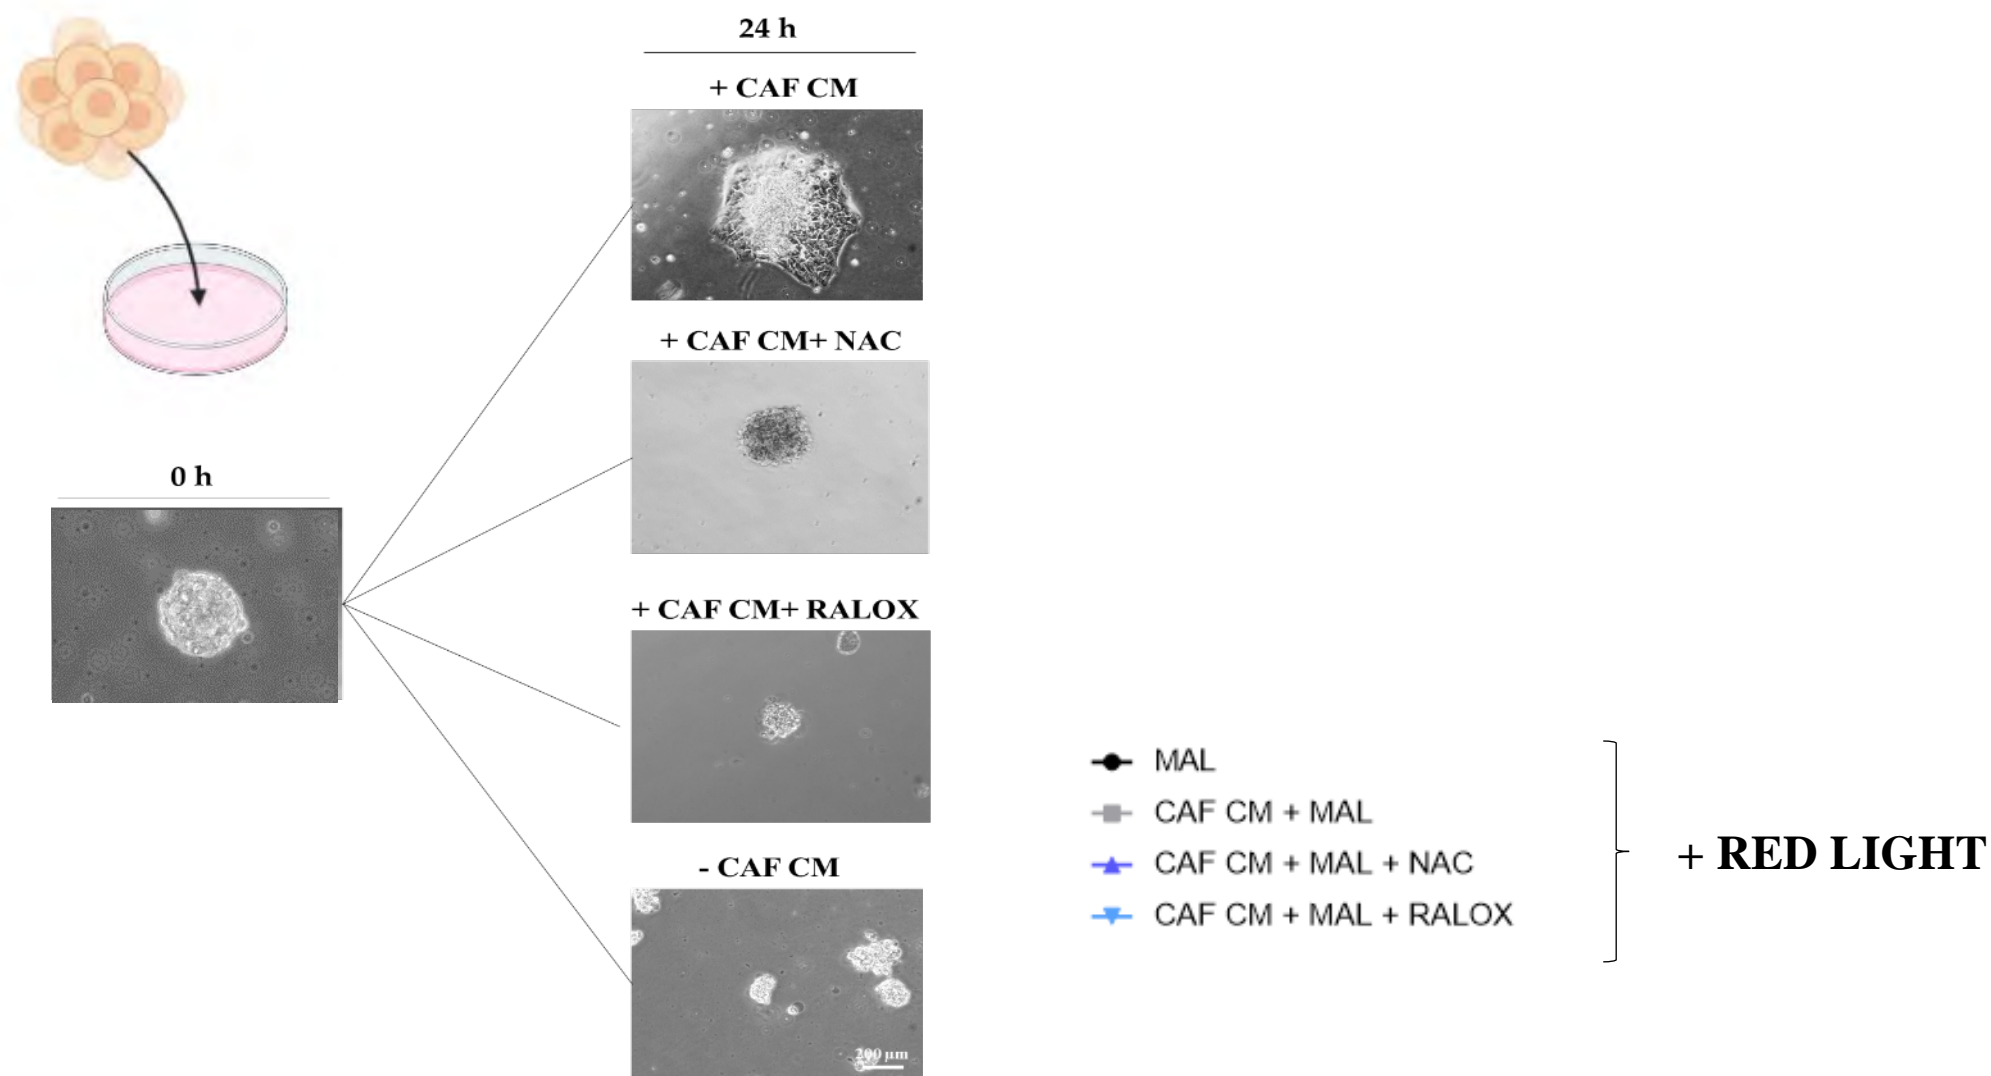 24 h
+ CAF CM
+ CAF CM+ NAC
0 h
+ CAF CM+ RALOX
- CAF CM
200 µm
MAL
CAF CM + MAL
CAF CM + MAL + NAC
CAF CM + MAL + RALOX
+ RED LIGHT